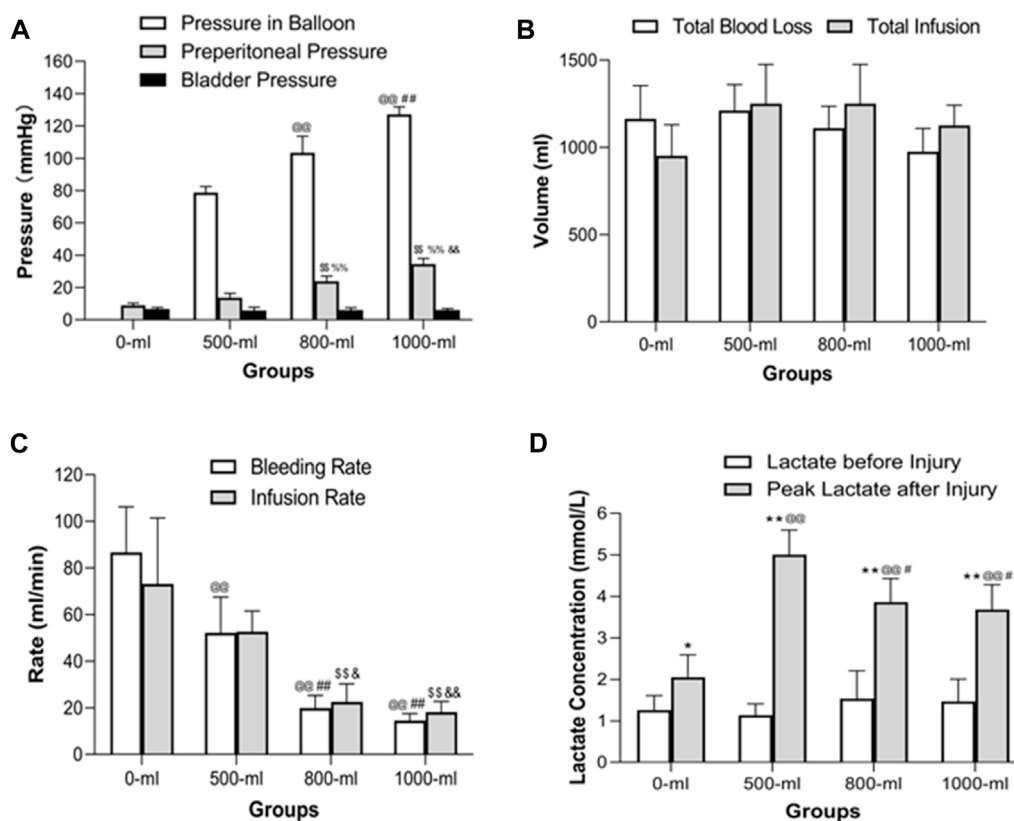 A
Pressure in Balloon
Preperitoneal Pressure
Bladder Pressure
Pressure (mmHg)
160
140
120
100
80
60
40
20
0
@@
@@ ##
$$ %%
$$ %% &&
0-ml 500-ml 800-ml 1000-ml
Groups
B
Total Blood Loss Total Infusion
Volume (ml)
1500
1000
500
0
0-ml 500-ml 800-ml 1000-ml
Groups
C
Bleeding Rate
Infusion Rate
Rate (ml/min)
120
100
80
60
40
20
0
@@
@@ ## $$ &
@@ ## $$ &&
0-ml 500-ml 800-ml 1000-ml
Groups
D
Lactate before Injury
Peak Lactate after Injury
Lactate Concentration (mmol/L)
6
5
4
3
2
1
0
*
**@@
**@@ #
**@@ #
0-ml 500-ml 800-ml 1000-ml
Groups